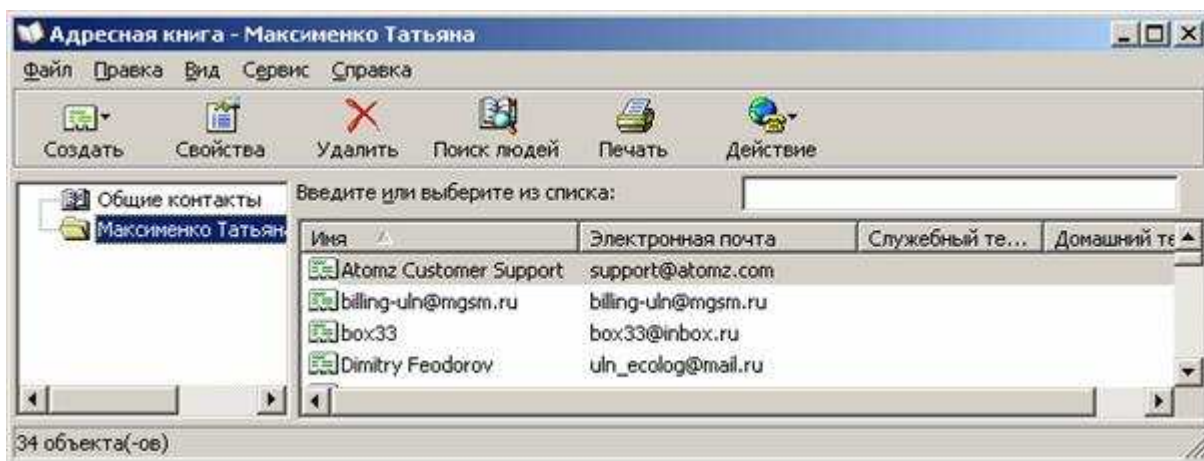 Адресная книга - Максименко Татьяна
Файл Правка Вид Сервис Справка
Создать Свойства Удалить Поиск людей Печать Действие
Общие контакты
Максименко Татьян
Введите или выберите из списка:
Имя Электронная почта Служебный те... Домашний те
Atomz Customer Support support@atomz.com
billing-uln@mgsm.ru billing-uln@mgsm.ru
box33 box33@inbox.ru
Dimitry Feodorov uln_ecolog@mail.ru
34 объекта(-ов)